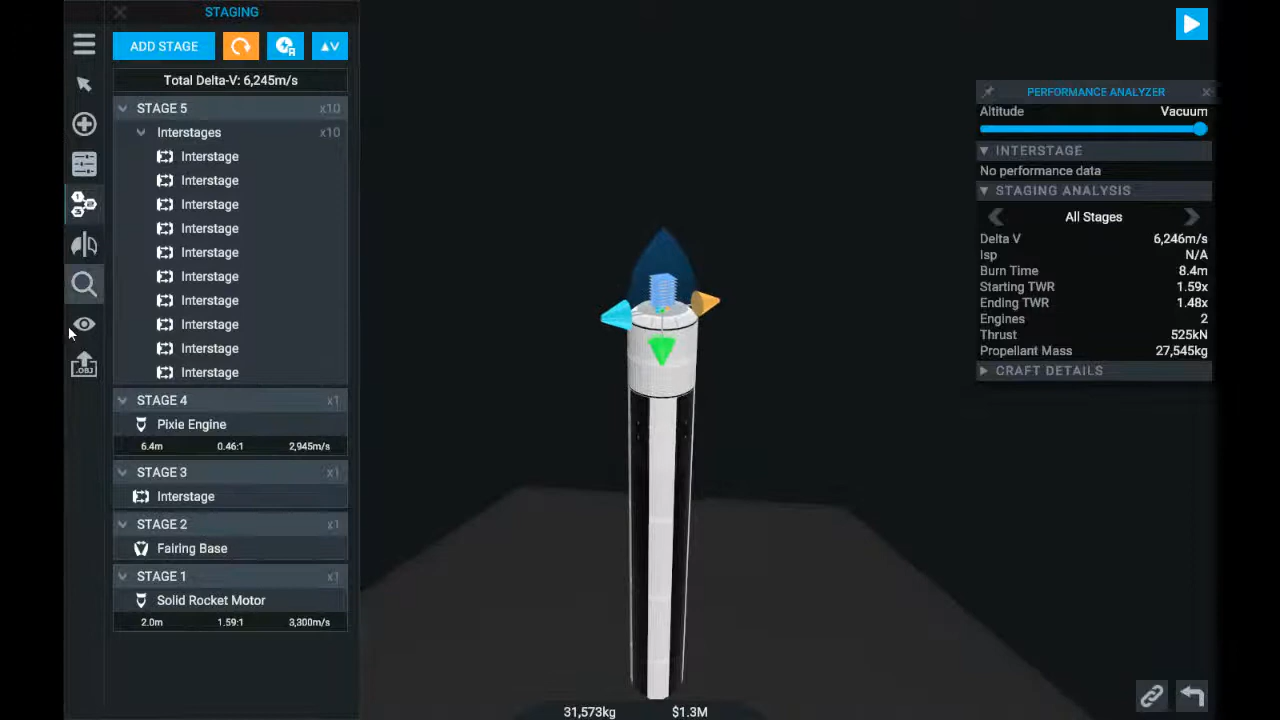 STAGING
ADD STAGE
Total Delta-V: 6,245m/s
STAGE 5 x10
Interstages x10
Interstage
Interstage
Interstage
Interstage
Interstage
Interstage
Interstage
Interstage
Interstage
Interstage
STAGE 4 x1
Pixie Engine
6.4m 0.46:1 2,945m/s
STAGE 3 x1
Interstage
STAGE 2 x1
Fairing Base
STAGE 1 x1
Solid Rocket Motor
2.0m 1.59:1 3,300m/s
.OBJ
31,573kg $1.3M
PERFORMANCE ANALYZER
Altitude Vacuum
INTERSTAGE
No performance data
STAGING ANALYSIS
All Stages
Delta V 6,246m/s
Isp N/A
Burn Time 8.4m
Starting TWR 1.59x
Ending TWR 1.48x
Engines 2
Thrust 525kN
Propellant Mass 27,545kg
CRAFT DETAILS